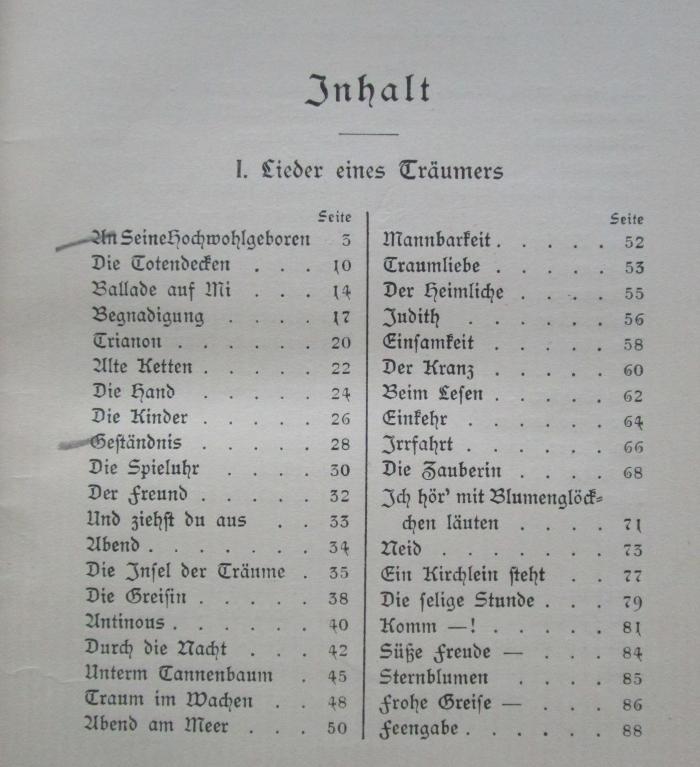 Inhalt
I. Lieder eines Träumers
Seite
An Seine Hochwohlgeboren 3
Die Totendecken . . . 10
Ballade auf Mi . . . 14
Begnadigung . . . . 17
Trianon . . . . . . 20
Alte Ketten . . . . . 22
Die Hand . . . . . 24
Die Kinder . . . . . 26
Geständnis . . . . . 28
Die Spieluhr . . . . 30
Der Freund . . . . . 32
Und ziehst du aus . . 33
Abend . . . . . . . 34
Die Insel der Träume . 35
Die Greisin . . . . . 38
Antinous . . . . . . 40
Durch die Nacht . . . 42
Unterm Tannenbaum . 45
Traum im Wachen . . 48
Abend am Meer . . . 50
Seite
Mannbarkeit . . . . . 52
Traumliebe . . . . . 53
Der Heimliche . . . . 55
Judith . . . . . . 56
Einsamkeit . . . . . 58
Der Kranz . . . . . 60
Beim Lesen . . . . . 62
Einkehr . . . . . . 64
Irrfahrt . . . . . . 66
Die Zauberin . . . . 68
Ich hör' mit Blumenglöck-
chen läuten . . . . 71
Neid . . . . . . . 73
Ein Kirchlein steht . . 77
Die selige Stunde . . . 79
Komm —! . . . . . 81
Süße Freude — . . . 84
Sternblumen . . . . 85
Frohe Greise — . . . 86
Feengabe . . . . . . 88